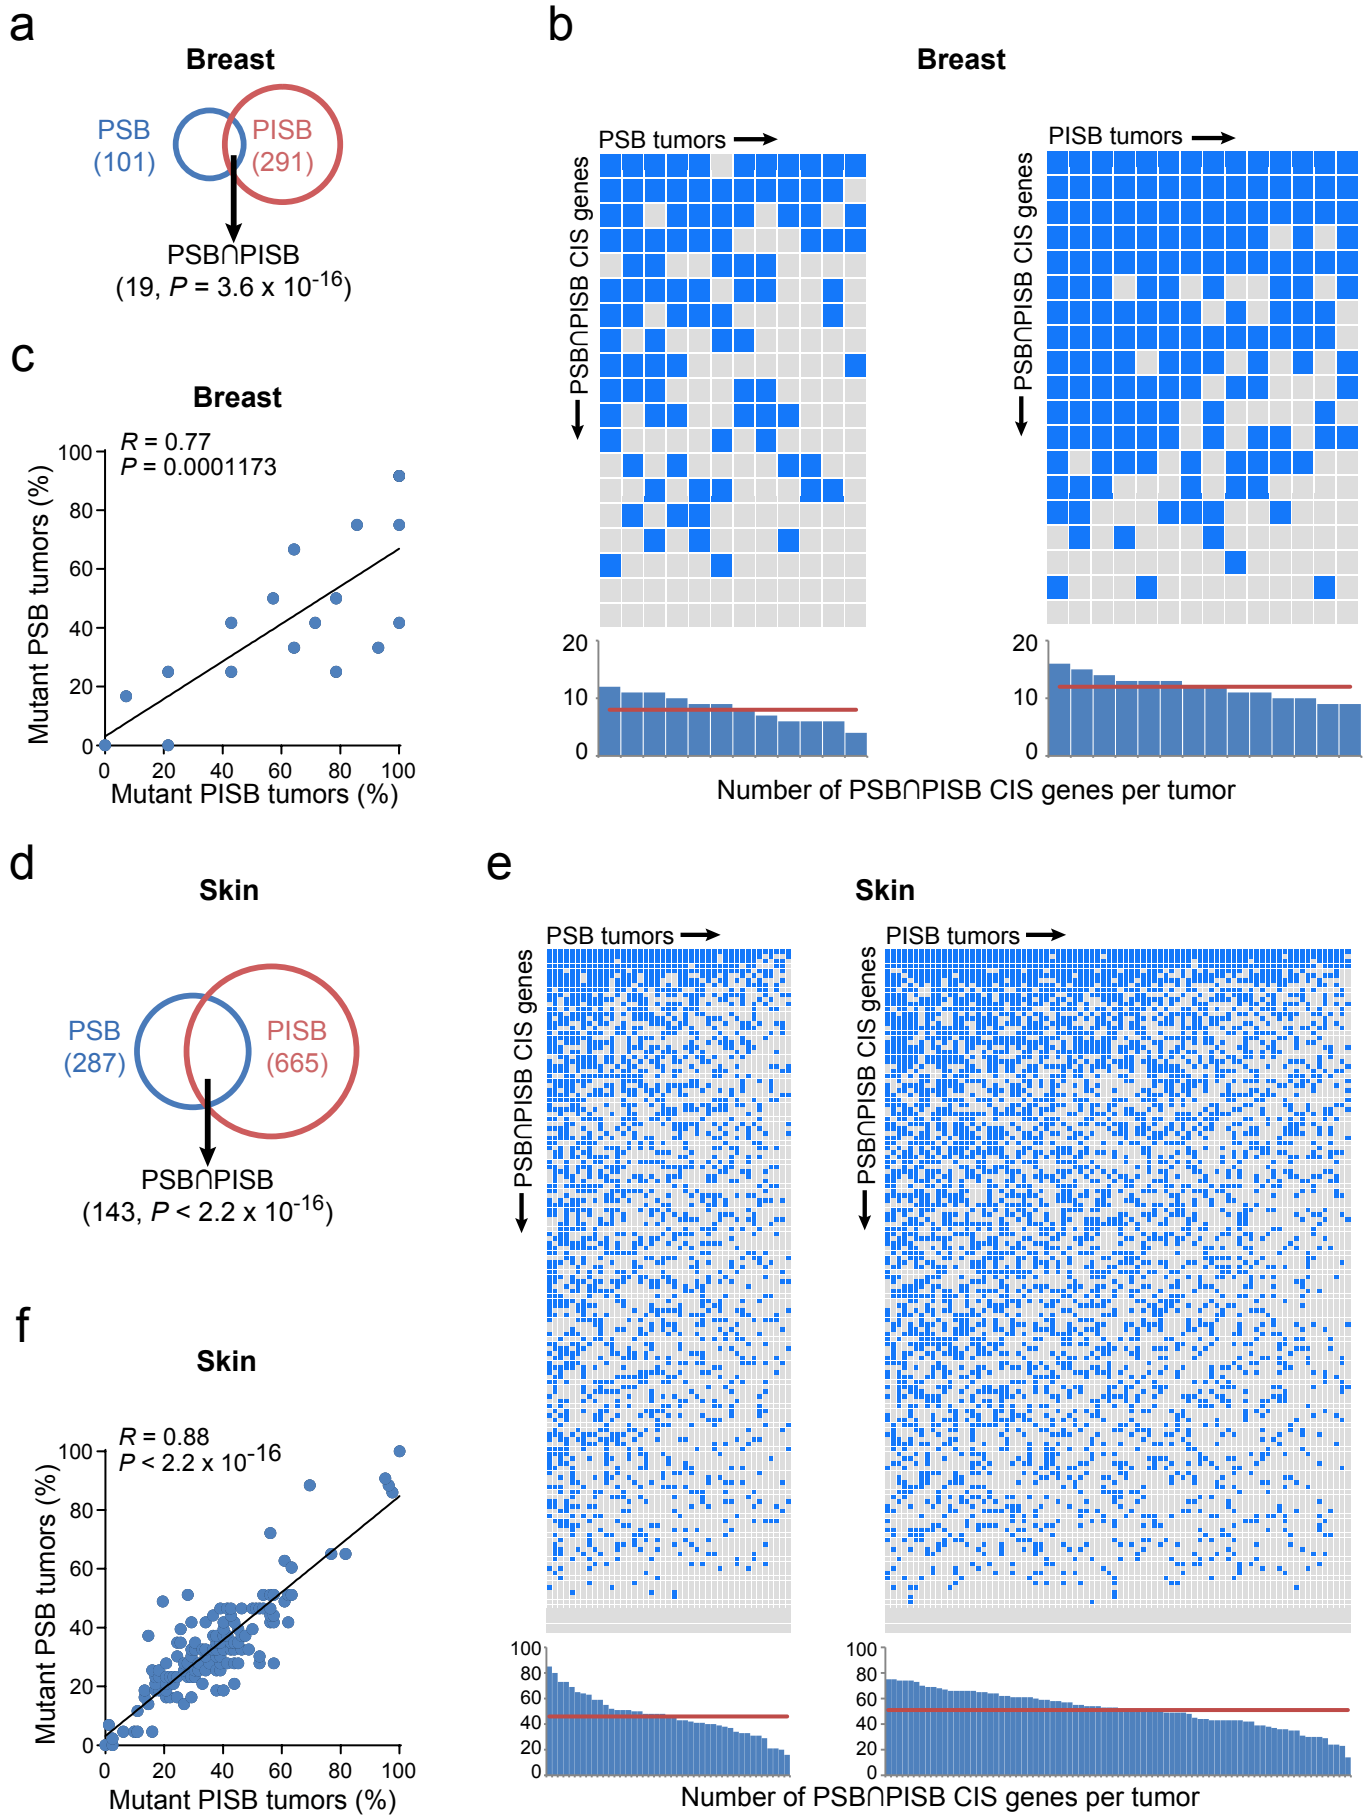 a
Breast
PSB
(101)
PISB
(291)
PSB∩PISB
(19, P = 3.6 x 10-16)
b
Breast
PSB tumors
PSB∩PISB CIS genes
PISB tumors
PSB∩PISB CIS genes
20
10
0
20
10
0
Number of PSB∩PISB CIS genes per tumor
c
Breast
R = 0.77
P = 0.0001173
Mutant PSB tumors (%)
100
80
60
40
20
0
0 20 40 60 80 100
Mutant PISB tumors (%)
d
Skin
PSB
(287)
PISB
(665)
PSB∩PISB
(143, P < 2.2 x 10-16)
e
Skin
PSB tumors
PSB∩PISB CIS genes
PISB tumors
PSB∩PISB CIS genes
100
80
60
40
20
0
100
80
60
40
20
0
Number of PSB∩PISB CIS genes per tumor
f
Skin
R = 0.88
P < 2.2 x 10-16
Mutant PSB tumors (%)
100
80
60
40
20
0
0 20 40 60 80 100
Mutant PISB tumors (%)